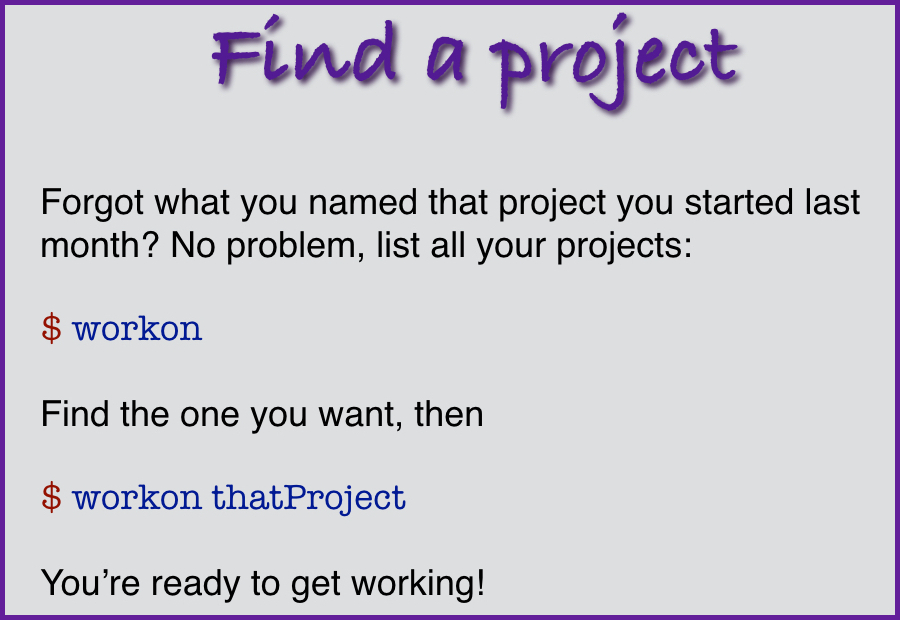 Find a project
Forgot what you named that project you started last
month? No problem, list all your projects:
$ workon
Find the one you want, then
$ workon thatProject
You’re ready to get working!